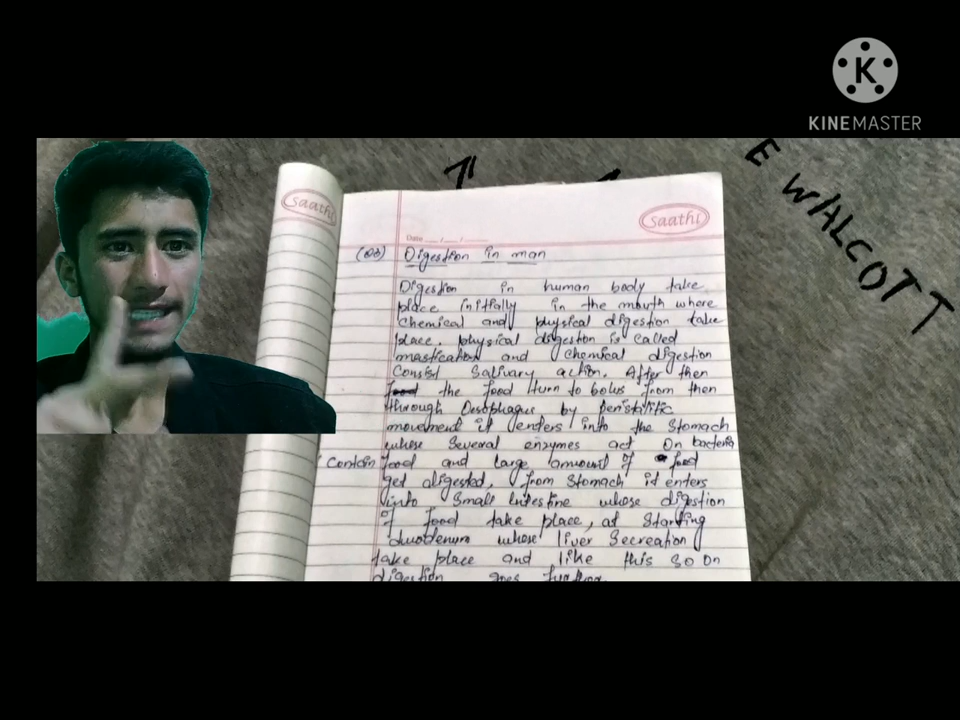 KINEMASTER
E WALCOTT
saathi
saathi
Date
(03) Digestion in man
Digestion in human body take
place initially in the mouth where
Chemical and physical digestion take
place. physical digestion is called
mastication and Chemical digestion
Consist Salivary action. After then
food the food turn to bolus from then
through Oesophagus by peristiltic
movement it enters into the Stomach
whose Several enzymes act On bacteria
Contain food and large amount of food
get digested, from Stomach it enters
into Small Intestine whose digestion
of food take place, at Starting
duodenum whose liver Secreation
take place and like this so on
digestion goes further